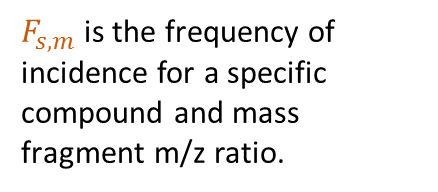 F_{s,m} is the frequency of
incidence for a specific
compound and mass
fragment m/z ratio.